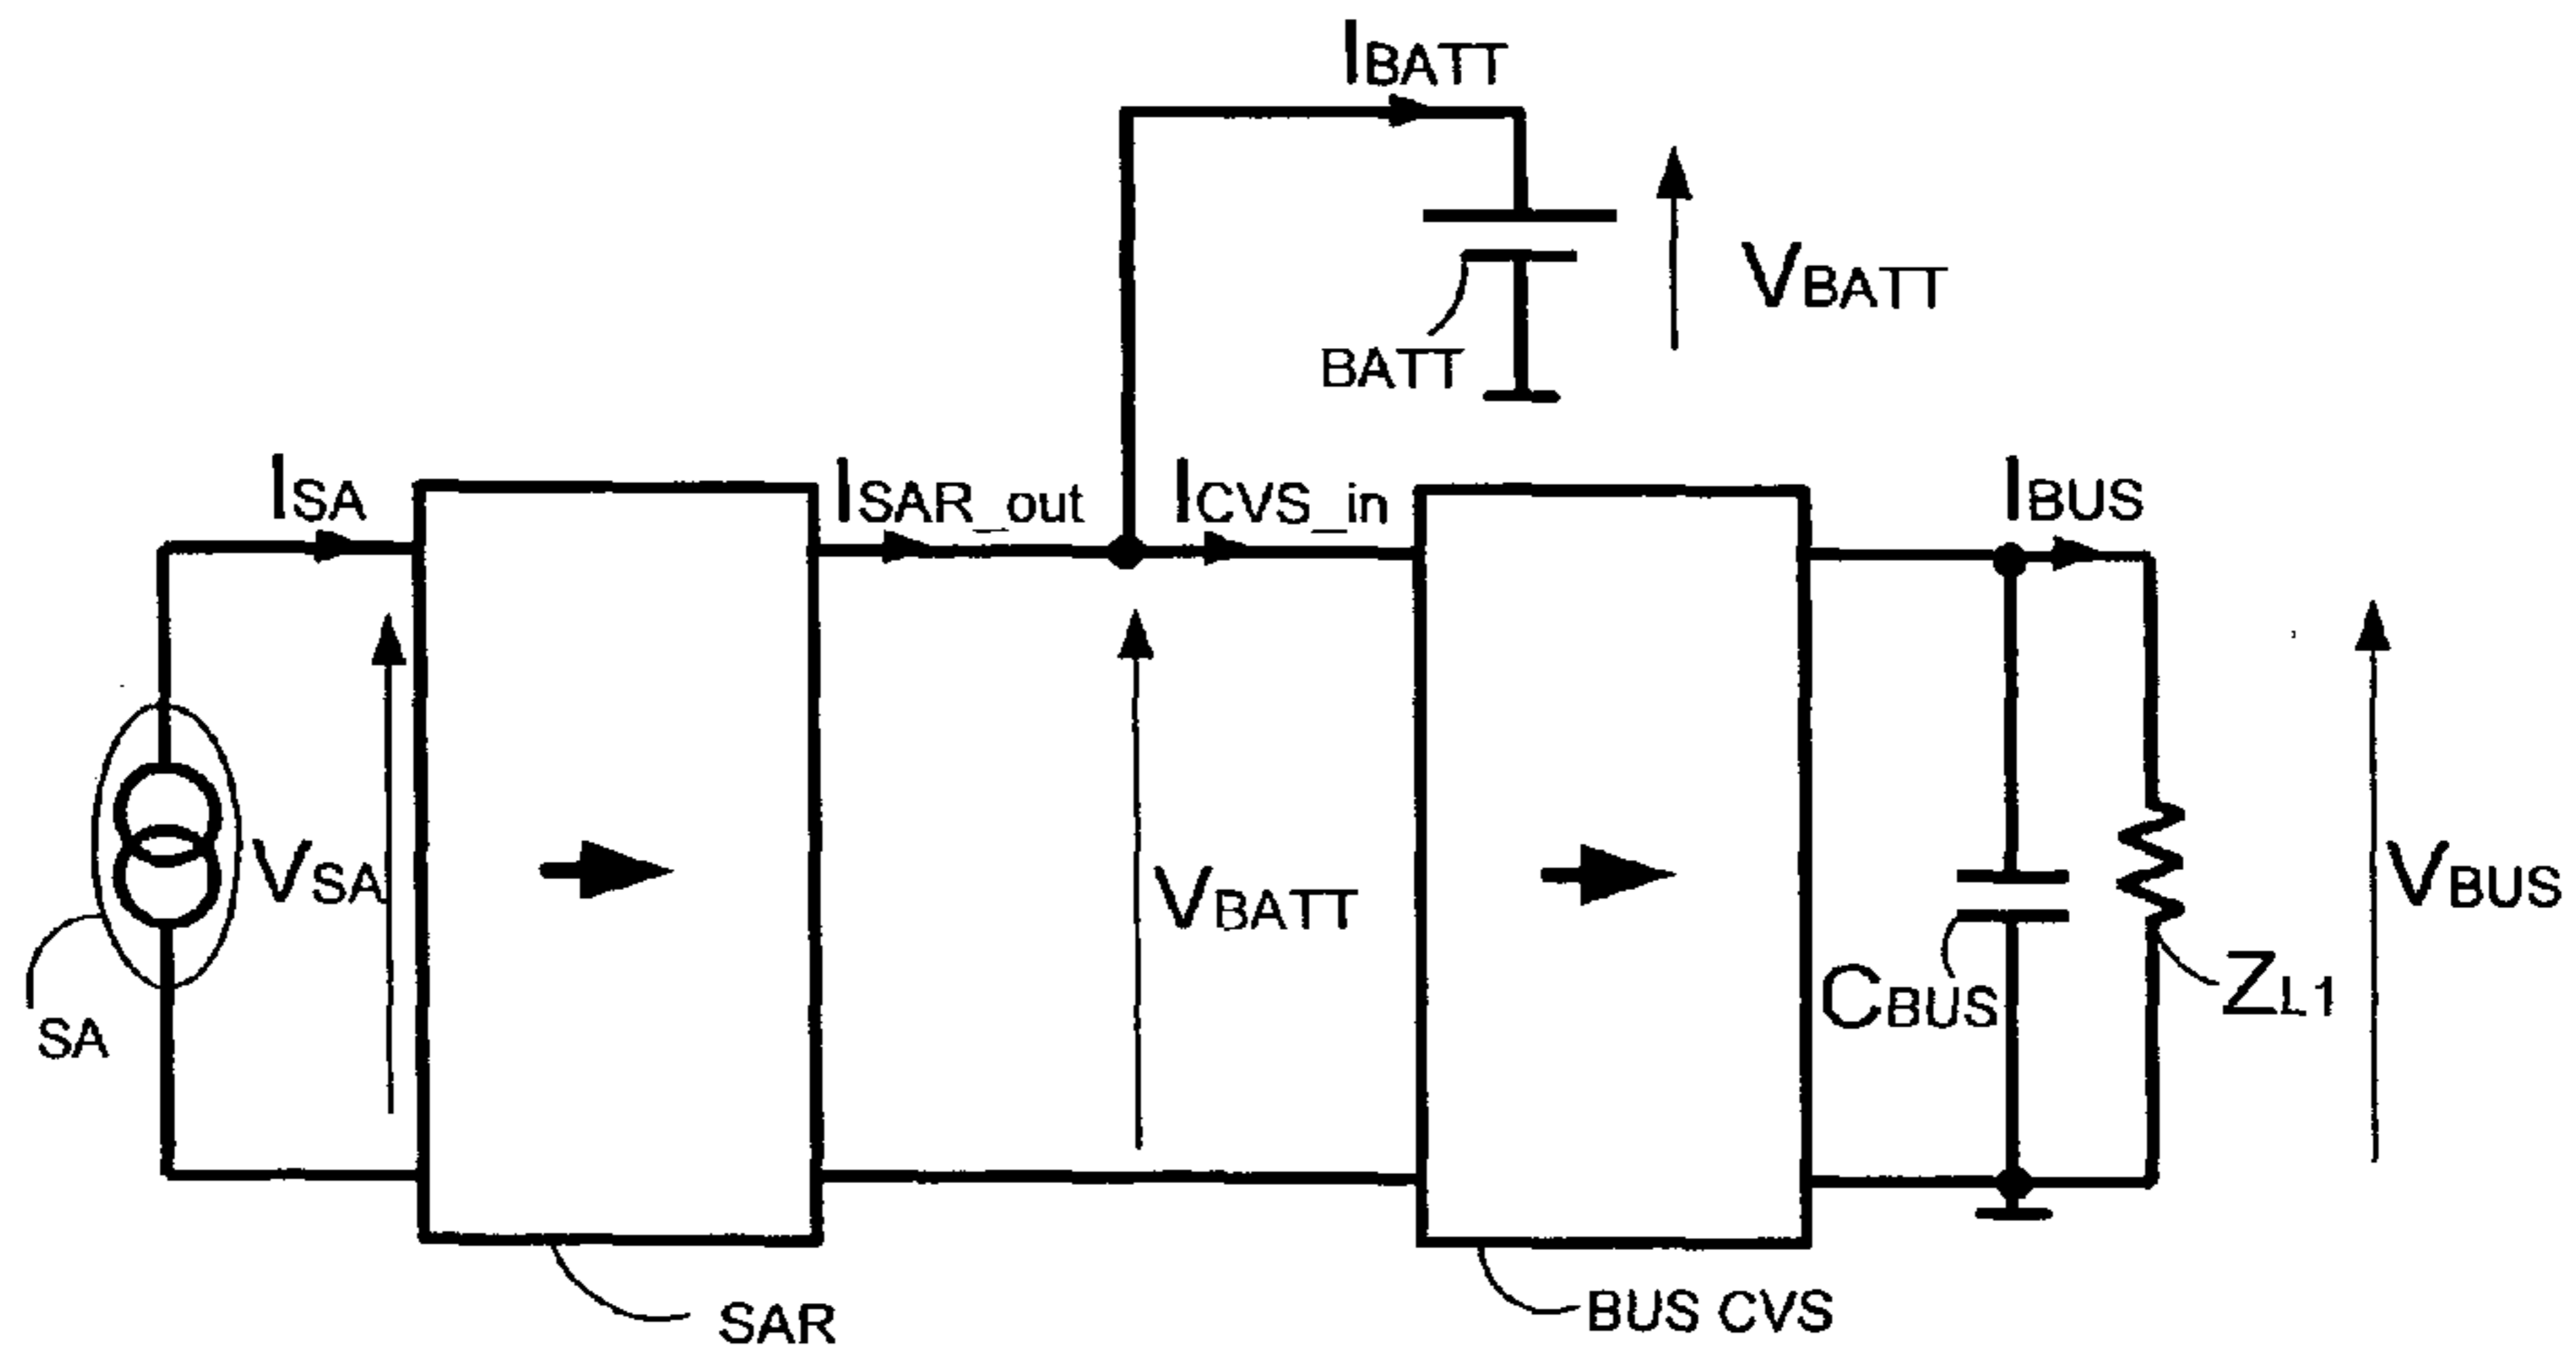 IBATT
VBATT
BATT
ISA
ISAR_out
ICVS_in
IBUS
VSA
VBATT
VBUS
CBUS
ZL1
SA
SAR
BUS CVS